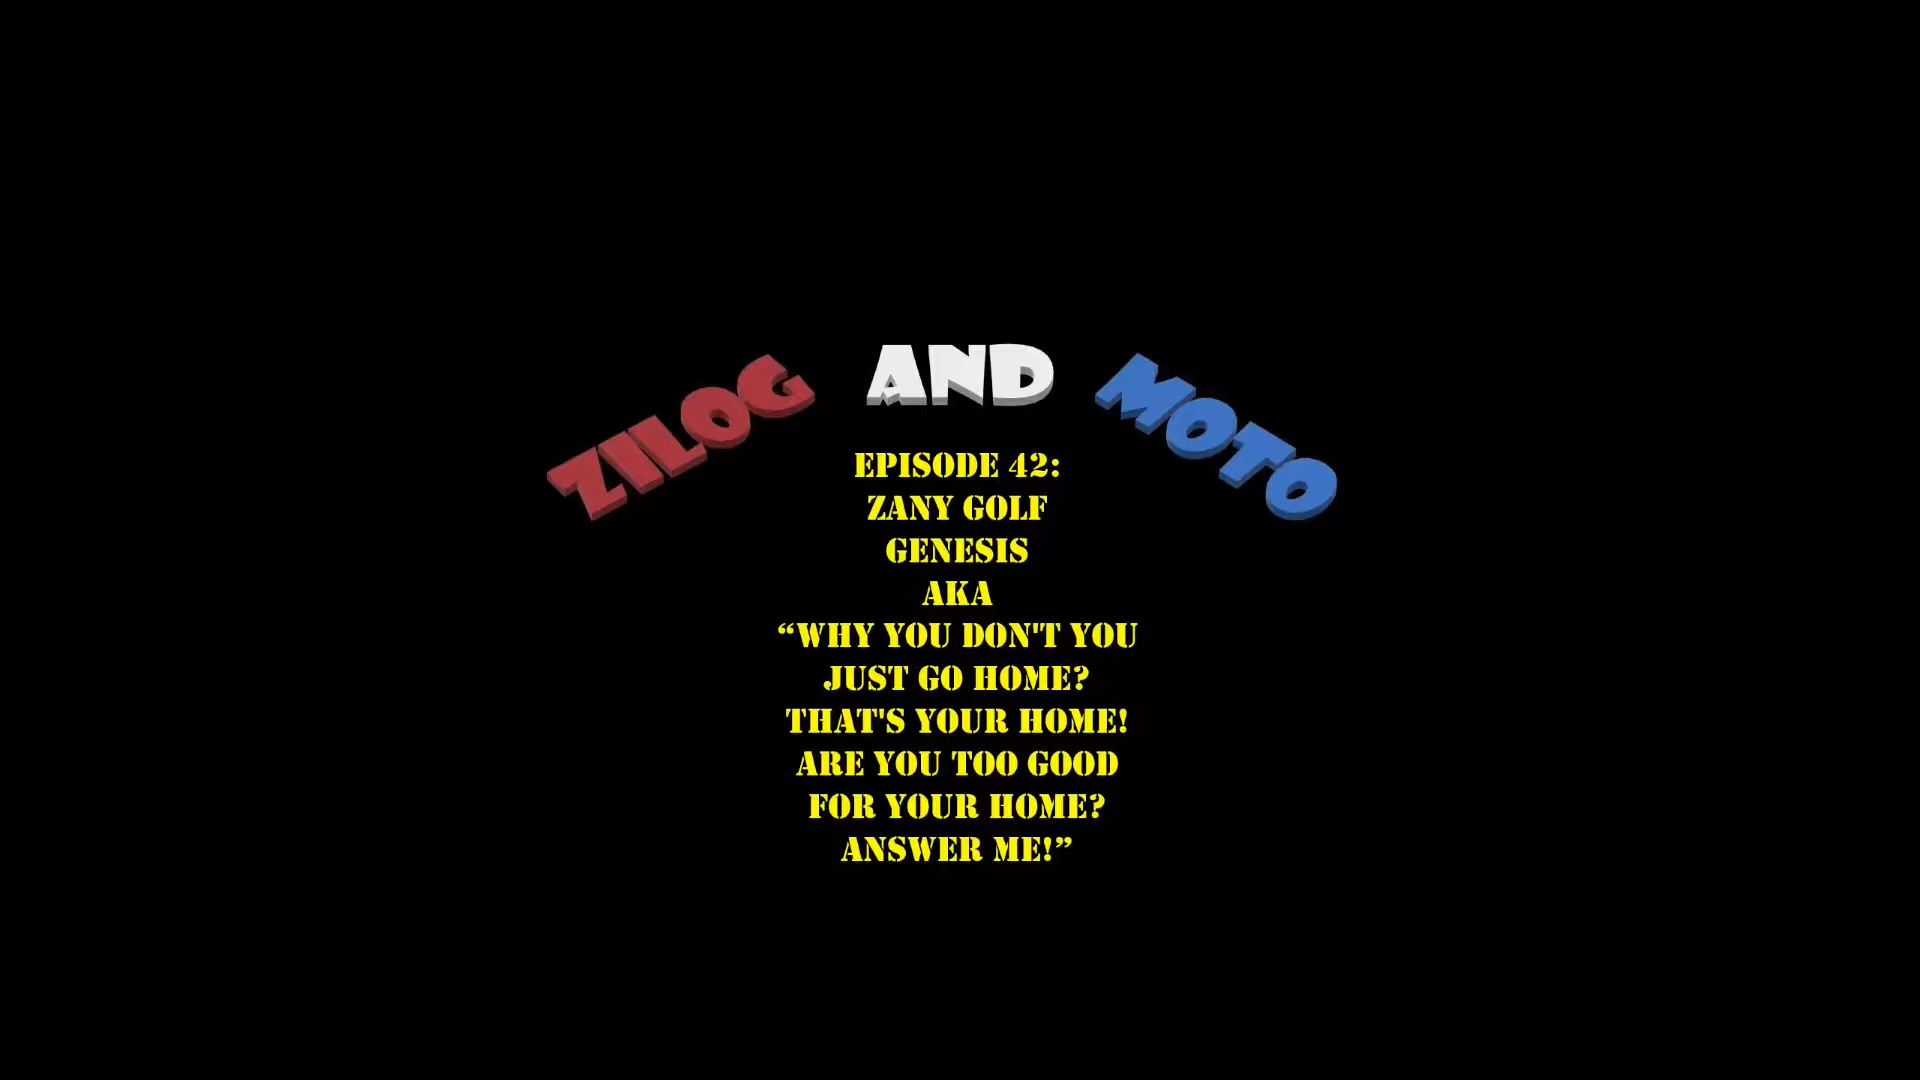 ZILOG AND MOTO
EPISODE 42:
ZANY GOLF
GENESIS
AKA
“WHY YOU DON'T YOU
JUST GO HOME?
THAT'S YOUR HOME!
ARE YOU TOO GOOD
FOR YOUR HOME?
ANSWER ME!”